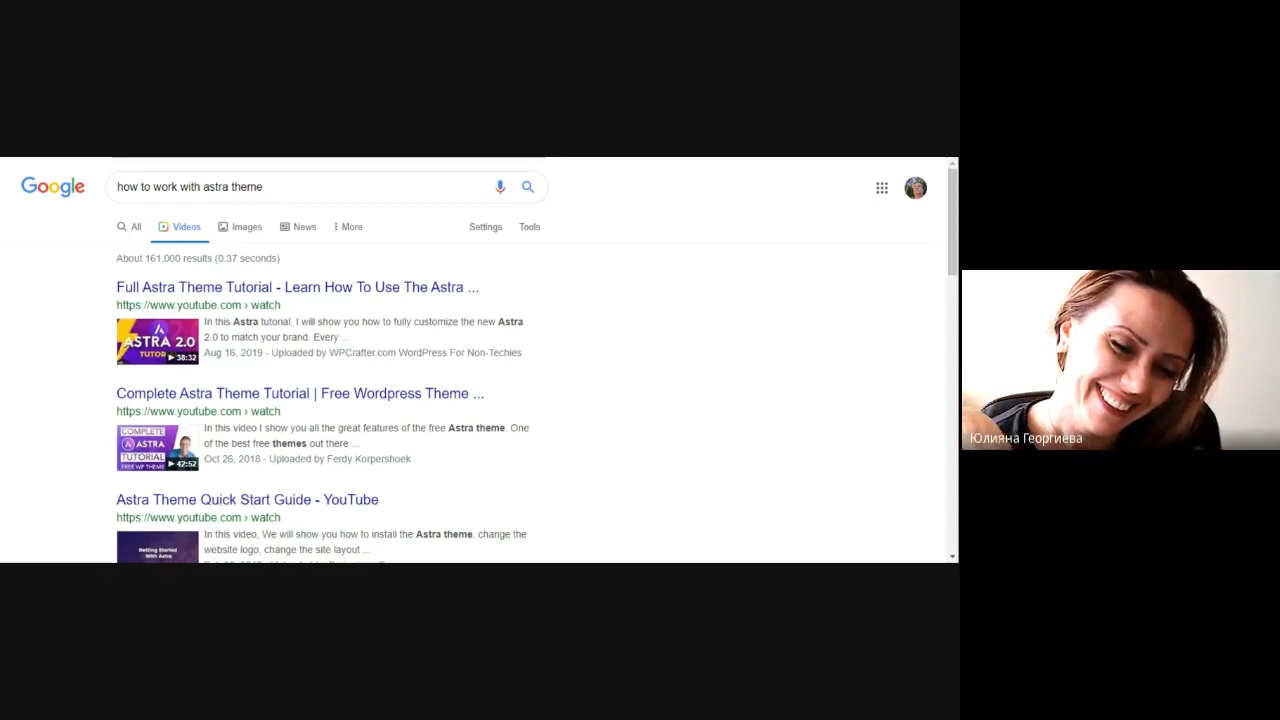 Google
how to work with astra theme
All Videos Images News More Settings Tools
About 161,000 results (0.37 seconds)
Full Astra Theme Tutorial - Learn How To Use The Astra ...
https://www.youtube.com › watch
ASTRA 2.0
TUTOR
38:32
In this Astra tutorial, I will show you how to fully customize the new Astra
2.0 to match your brand. Every ...
Aug 16, 2019 - Uploaded by WPCrafter.com WordPress For Non-Techies
Complete Astra Theme Tutorial | Free Wordpress Theme ...
https://www.youtube.com › watch
COMPLETE
ASTRA
TUTORIAL
FREE WP THEME
42:52
In this video I show you all the great features of the free Astra theme. One
of the best free themes out there ...
Oct 26, 2018 - Uploaded by Ferdy Korpershoek
Astra Theme Quick Start Guide - YouTube
https://www.youtube.com › watch
Getting Started
With Astra
In this video, We will show you how to install the Astra theme, change the
website logo, change the site layout ...
Юлияна Георгиева